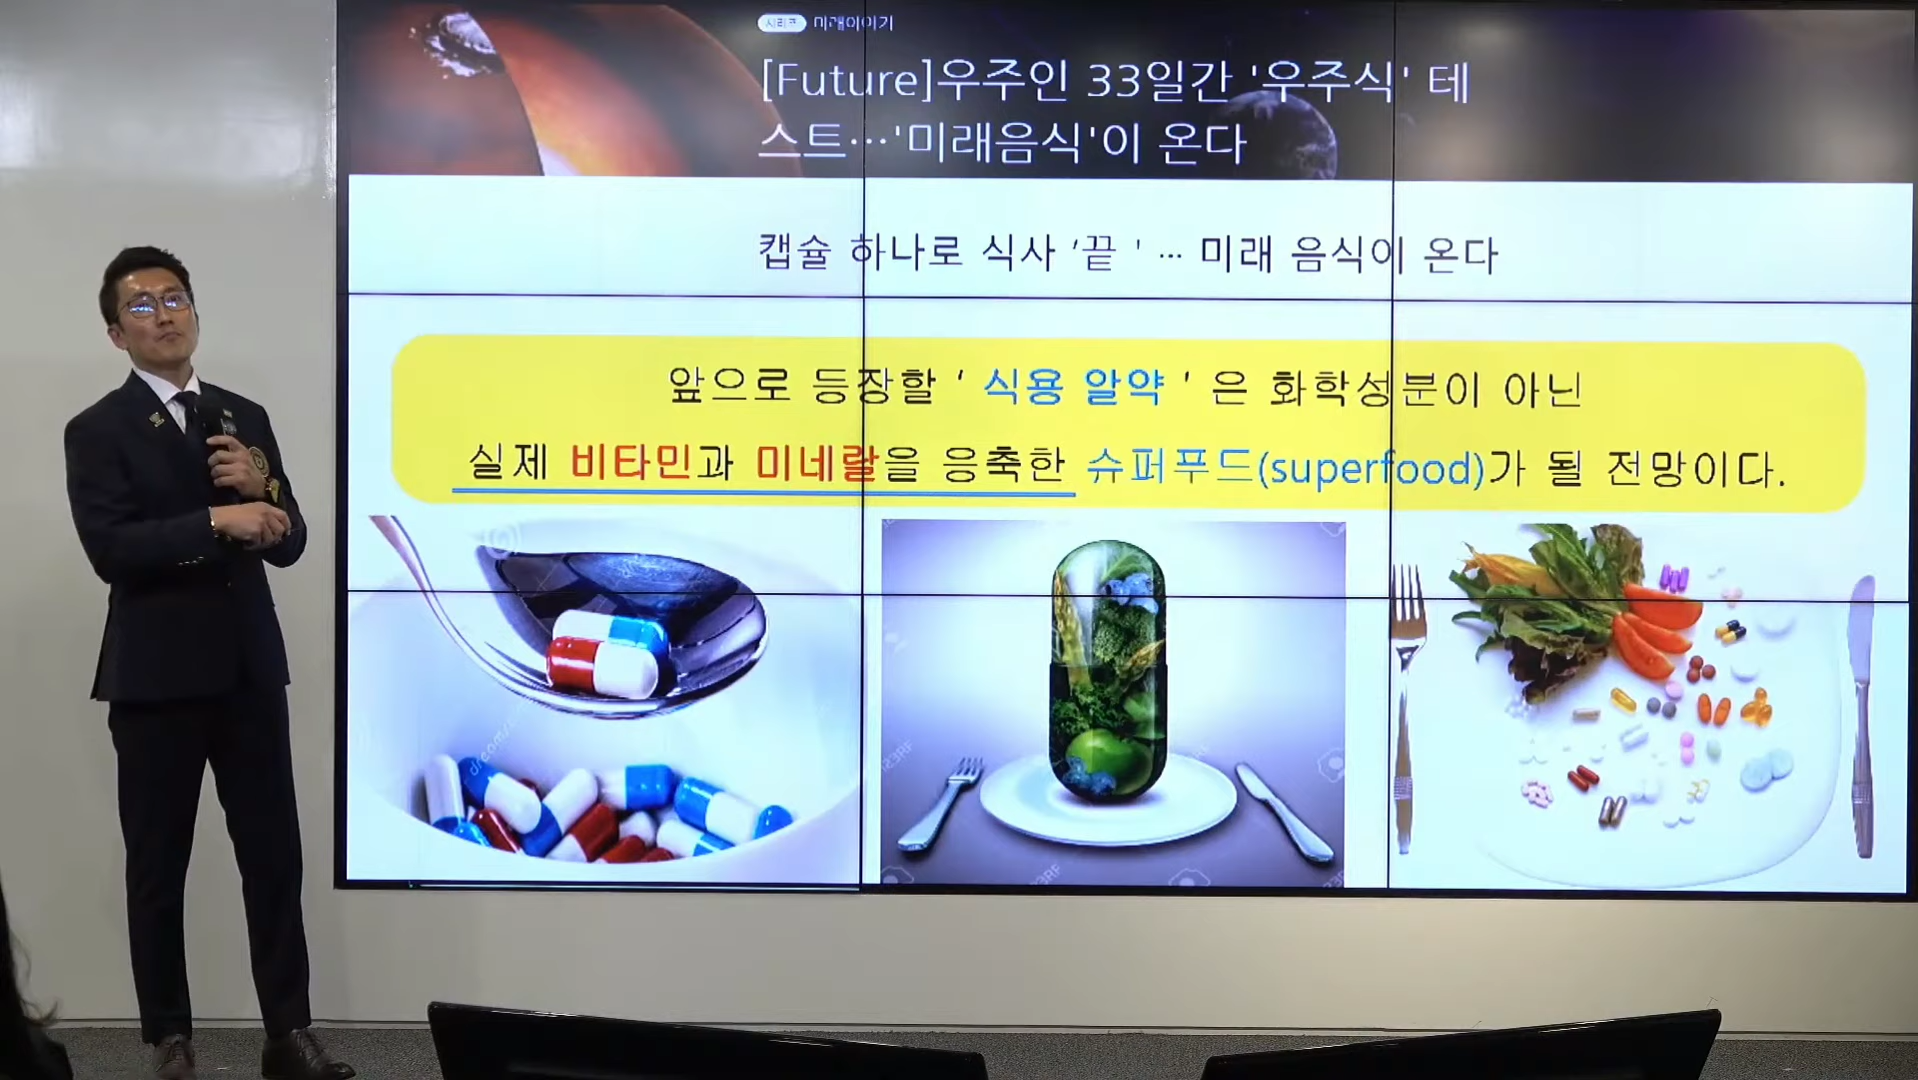 시리즈 미래이야기
[Future]우주인 33일간 '우주식' 테
스트…'미래음식'이 온다
캡슐 하나로 식사 ‘끝 ’ … 미래 음식이 온다
앞으로 등장할 ‘ 식용 알약 ’ 은 화학성분이 아닌
실제 비타민과 미네랄을 응축한 슈퍼푸드(superfood)가 될 전망이다.